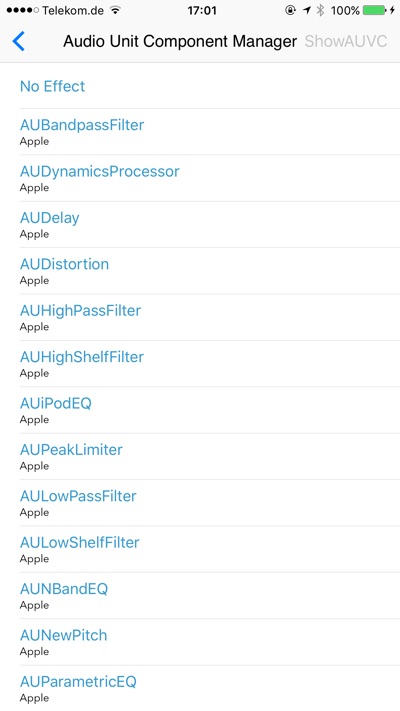 Telekom.de 17:01 100%
Audio Unit Component Manager ShowAUVC
No Effect
AUBandpassFilter
Apple
AUDynamicsProcessor
Apple
AUDelay
Apple
AUDistortion
Apple
AUHighPassFilter
Apple
AUHighShelfFilter
Apple
AUiPodEQ
Apple
AUPeakLimiter
Apple
AULowPassFilter
Apple
AULowShelfFilter
Apple
AUNBandEQ
Apple
AUNewPitch
Apple
AUParametricEQ
Apple